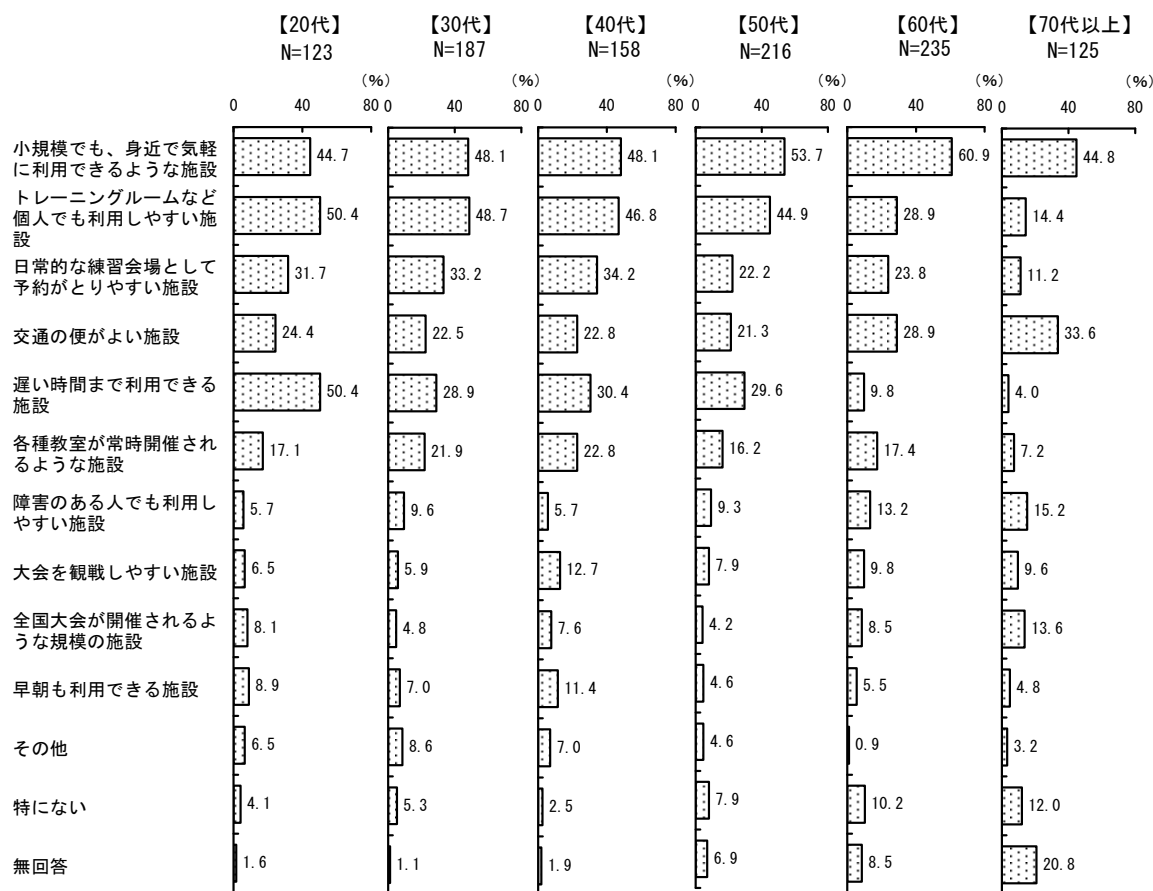 【20代】 【30代】 【40代】 【50代】 【60代】 【70代以上】
N=123 N=187 N=158 N=216 N=235 N=125
(%) (%) (%) (%) (%) (%)
0 40 80 0 40 80 0 40 80 0 40 80 0 40 80 0 40 80
小規模でも、身近で気軽
に利用できるような施設
44.7 48.1 48.1 53.7 60.9 44.8
トレーニングルームなど
個人でも利用しやすい施
設
50.4 48.7 46.8 44.9 28.9 14.4
日常的な練習会場として
予約がとりやすい施設
31.7 33.2 34.2 22.2 23.8 11.2
交通の便がよい施設
24.4 22.5 22.8 21.3 28.9 33.6
遅い時間まで利用できる
施設
50.4 28.9 30.4 29.6 9.8 4.0
各種教室が常時開催され
るような施設
17.1 21.9 22.8 16.2 17.4 7.2
障害のある人でも利用し
やすい施設
5.7 9.6 5.7 9.3 13.2 15.2
大会を観戦しやすい施設
6.5 5.9 12.7 7.9 9.8 9.6
全国大会が開催されるよ
うな規模の施設
8.1 4.8 7.6 4.2 8.5 13.6
早朝も利用できる施設
8.9 7.0 11.4 4.6 5.5 4.8
その他
6.5 8.6 7.0 4.6 0.9 3.2
特にない
4.1 5.3 2.5 7.9 10.2 12.0
無回答
1.6 1.1 1.9 6.9 8.5 20.8